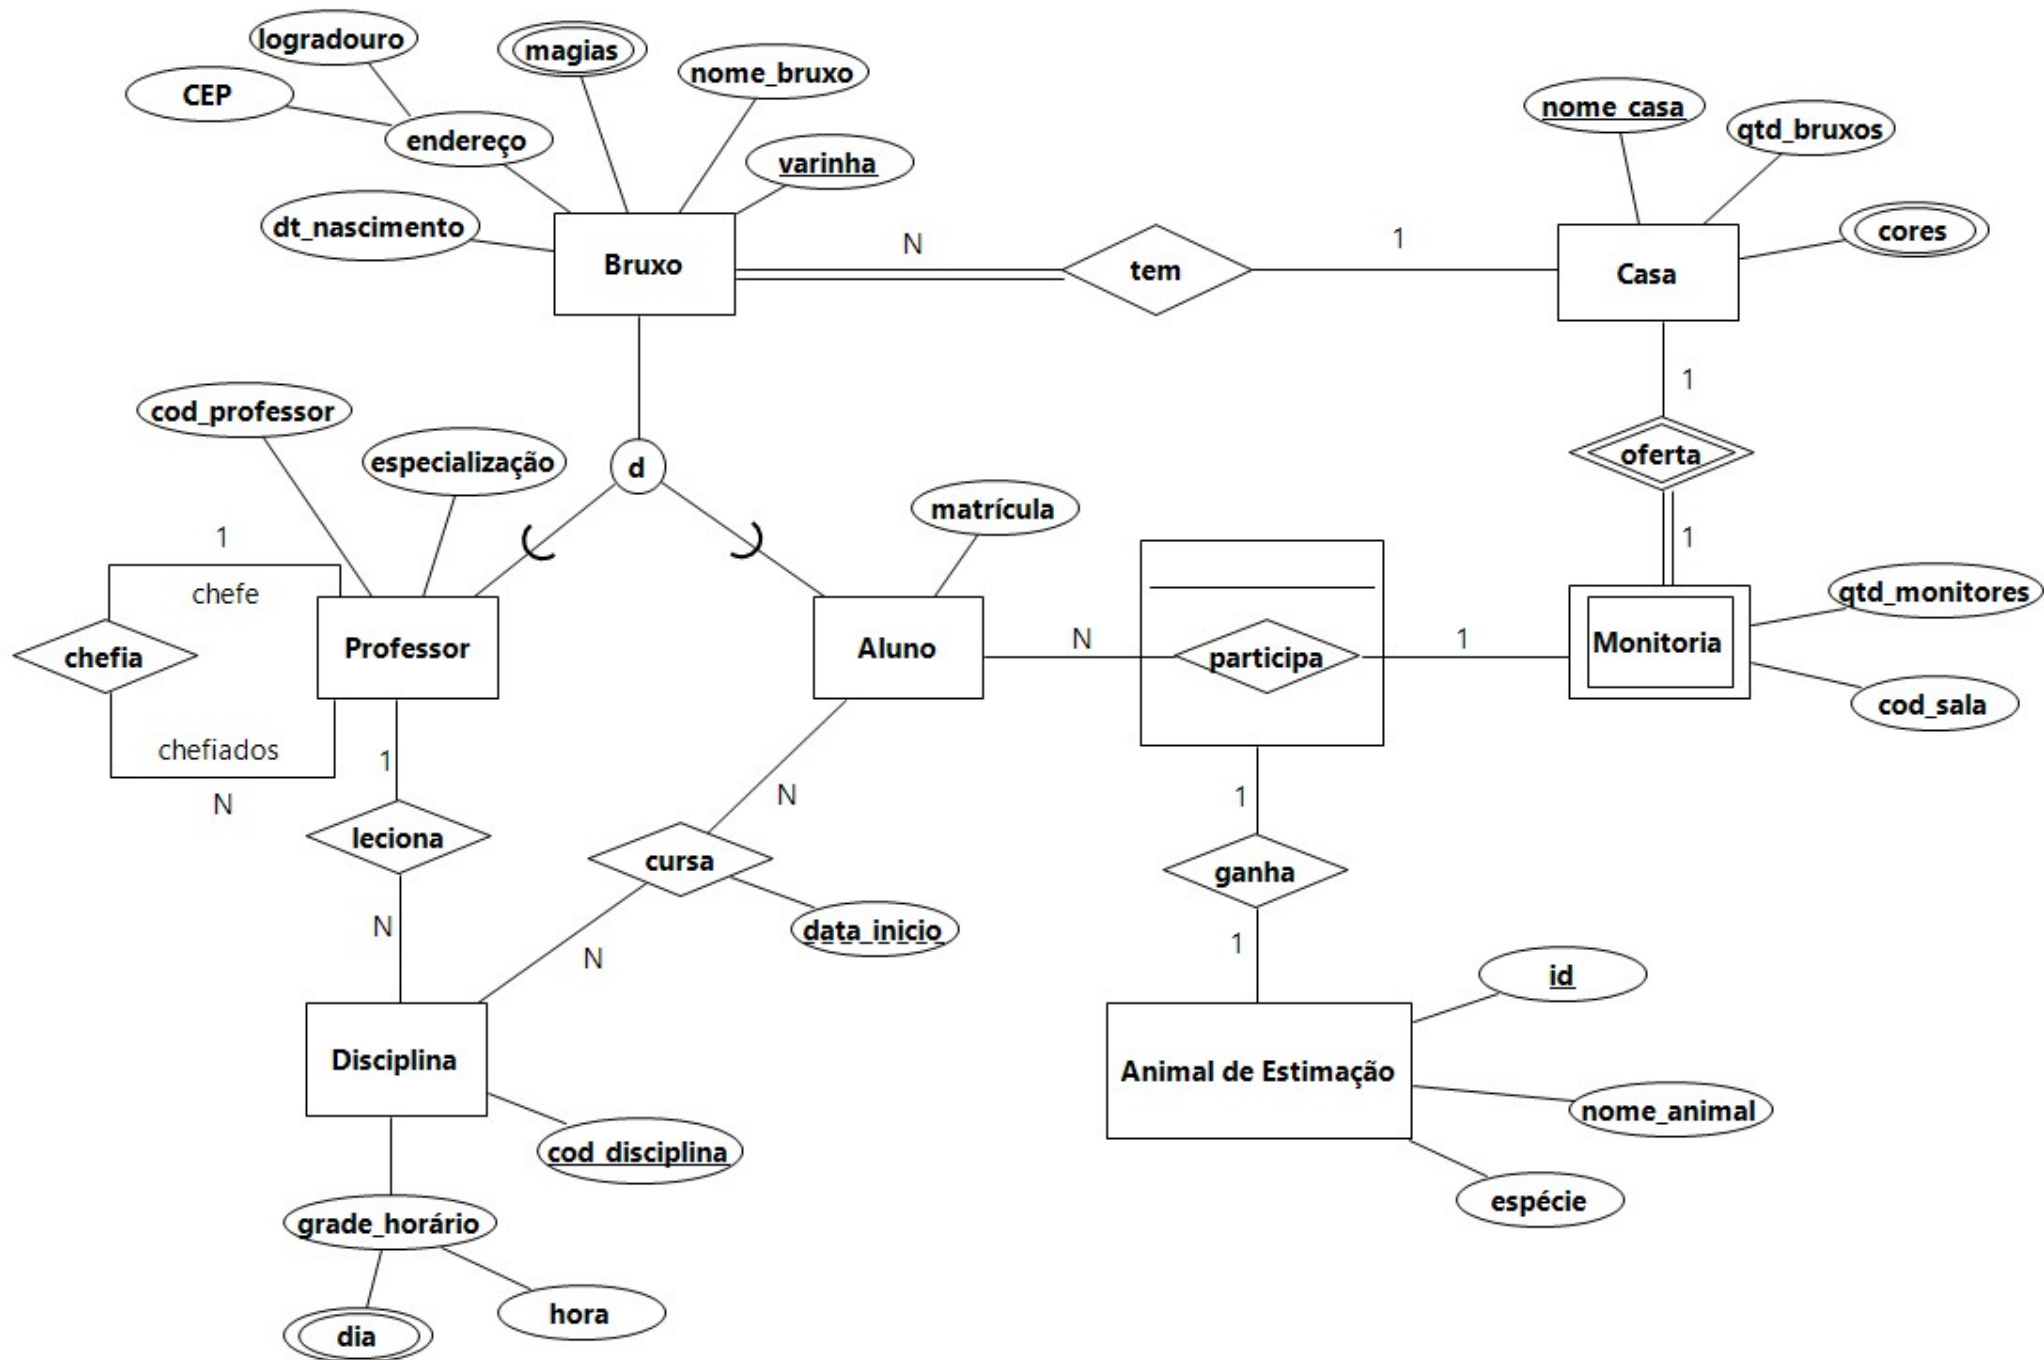 logradouro
magias
nome_bruxo
CEP
endereço
varinha
dt_nascimento
Bruxo
N
tem
1
nome_casa
qtd_bruxos
cores
Casa
1
oferta
1
cod_professor
especialização
d
matrícula
1
chefe
chefia
Professor
chefiados
N
Aluno
N
participa
1
Monitoria
qtd_monitores
cod_sala
1
leciona
N
N
cursa
data_inicio
N
1
ganha
1
Disciplina
cod_disciplina
grade_horário
dia
hora
Animal de Estimação
id
nome_animal
espécie